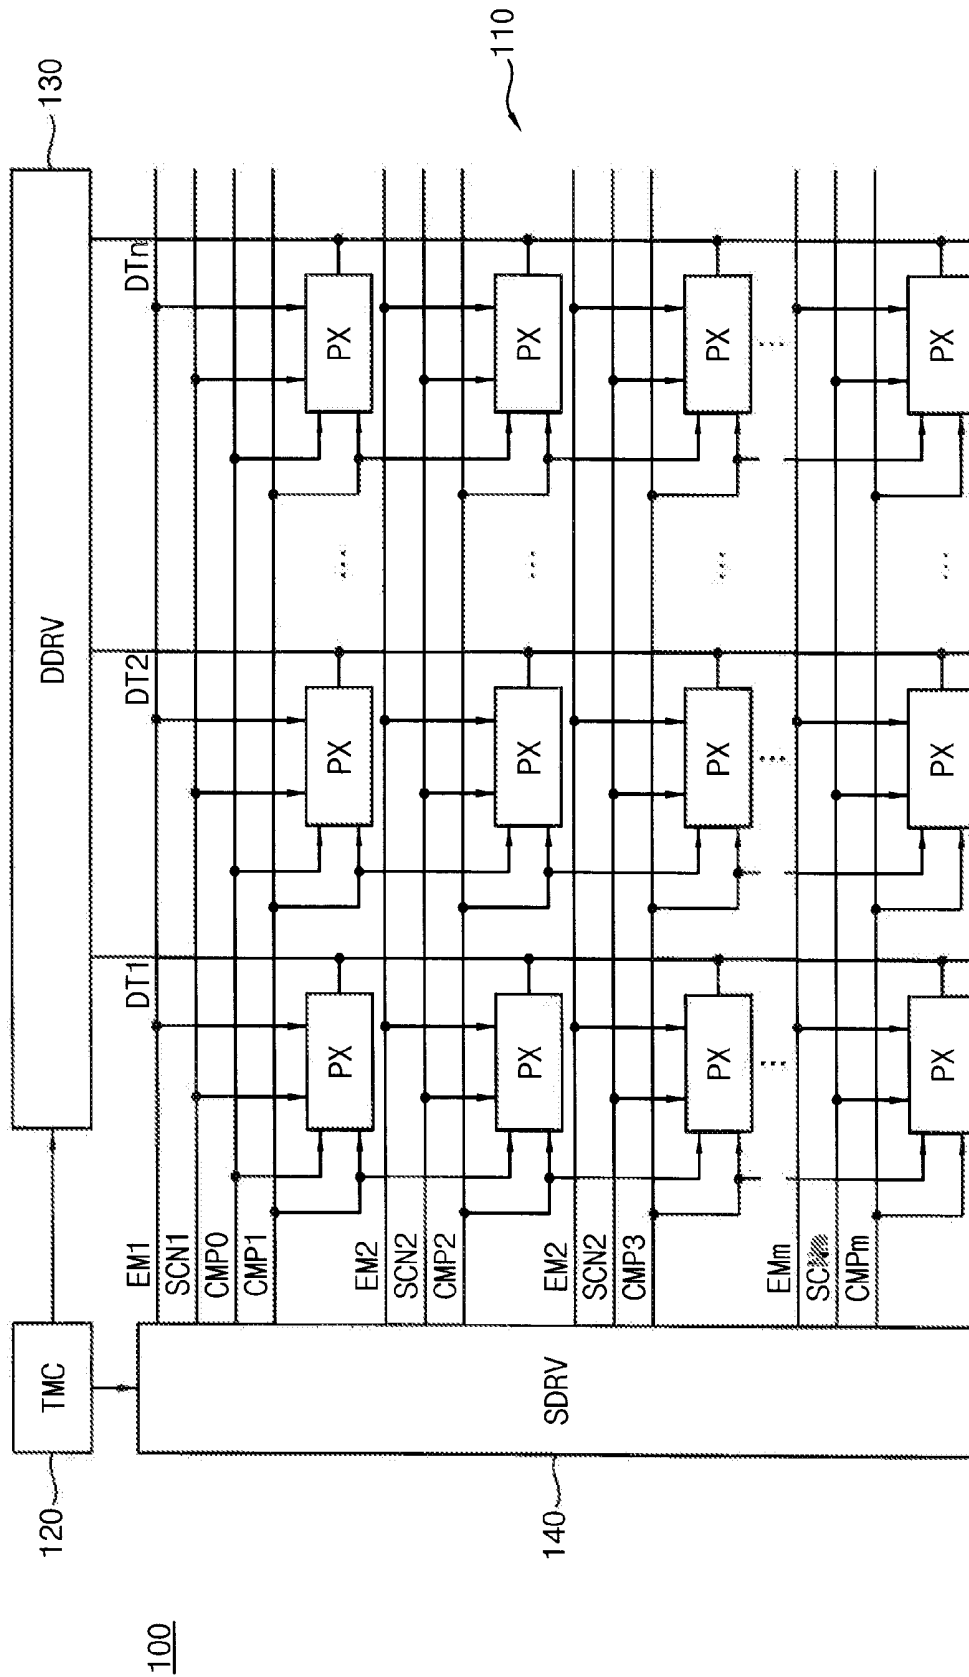 100
120
TMC
DDRV
130
DT1
DT2
DTn
EM1
SCN1
CMP0
CMP1
PX
PX
PX
EM2
SCN2
CMP2
110
PX
PX
PX
140
SDRV
EM2
SCN2
CMP3
PX
PX
PX
EMm
CMPm
PX
PX
PX